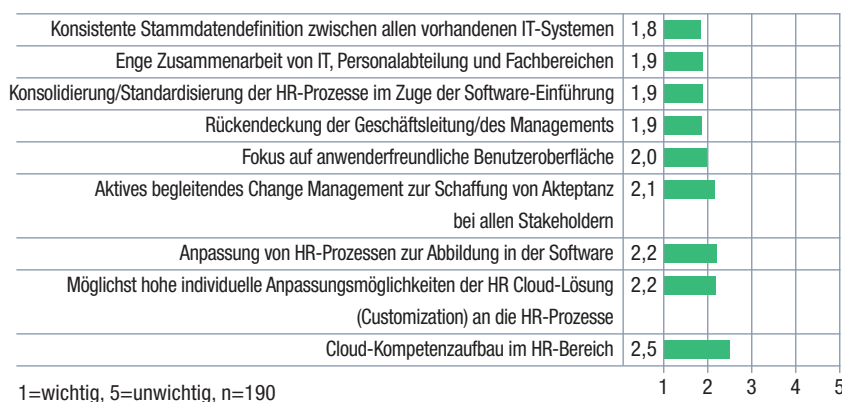 Konsistente Stammdatendefinition zwischen allen vorhandenen IT-Systemen 1,8
Enge Zusammenarbeit von IT, Personalabteilung und Fachbereichen 1,9
Konsolidierung/Standardisierung der HR-Prozesse im Zuge der Software-Einführung 1,9
Rückendeckung der Geschäftsleitung/des Managements 1,9
Fokus auf anwenderfreundliche Benutzeroberfläche 2,0
Aktives begleitendes Change Management zur Schaffung von Akteptanz 2,1
bei allen Stakeholdern
Anpassung von HR-Prozessen zur Abbildung in der Software 2,2
Möglichst hohe individuelle Anpassungsmöglichkeiten der HR Cloud-Lösung 2,2
(Customization) an die HR-Prozesse
Cloud-Kompetenzaufbau im HR-Bereich 2,5
1 2 3 4 5
1=wichtig, 5=unwichtig, n=190